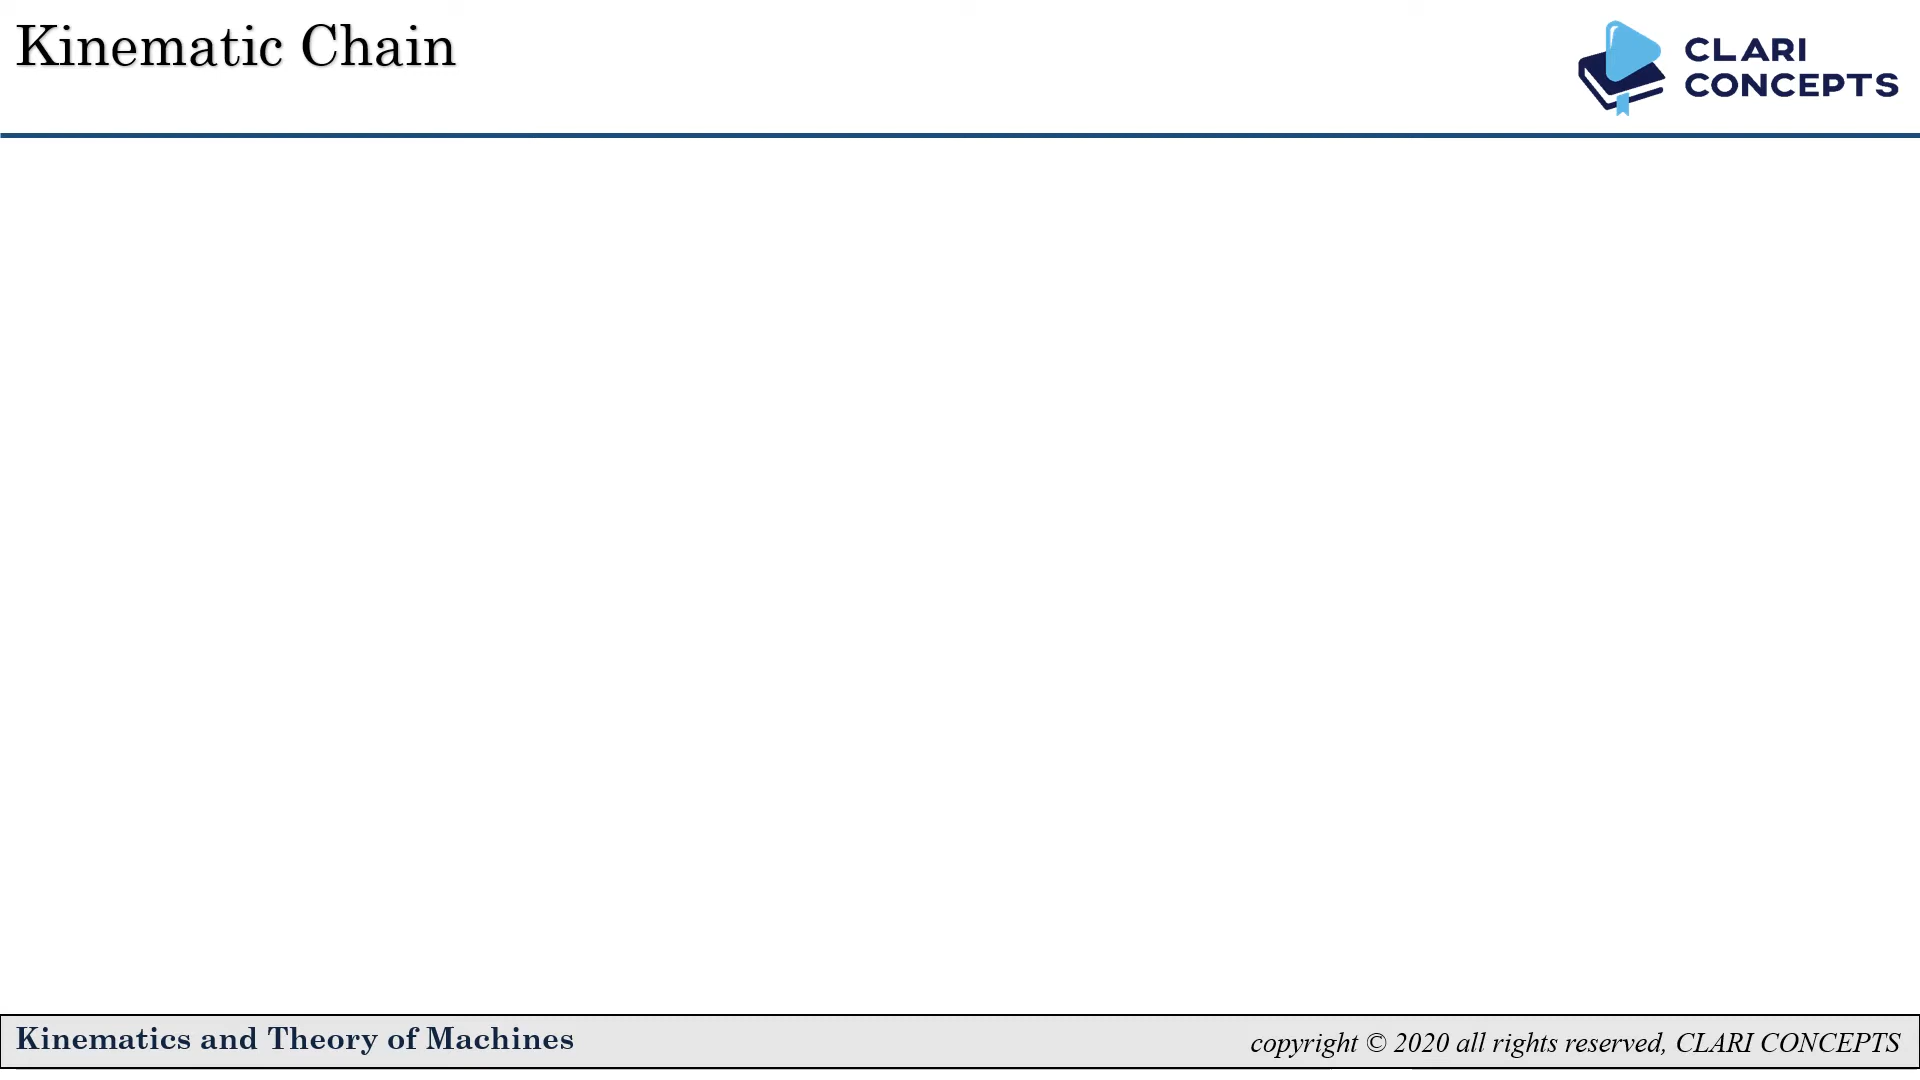 Kinematic Chain
CLARI
CONCEPTS
Kinematics and Theory of Machines
copyright © 2020 all rights reserved, CLARI CONCEPTS